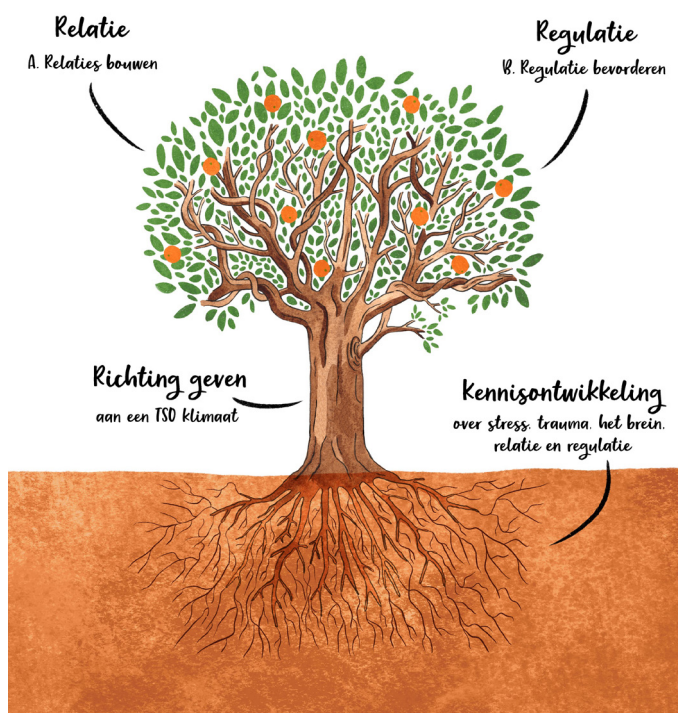 Relatie
A. Relaties bouwen
Regulatie
B. Regulatie bevorderen
Richting geven
aan een TSO klimaat
Kennisontwikkeling
over stress, trauma, het brein,
relatie en regulatie